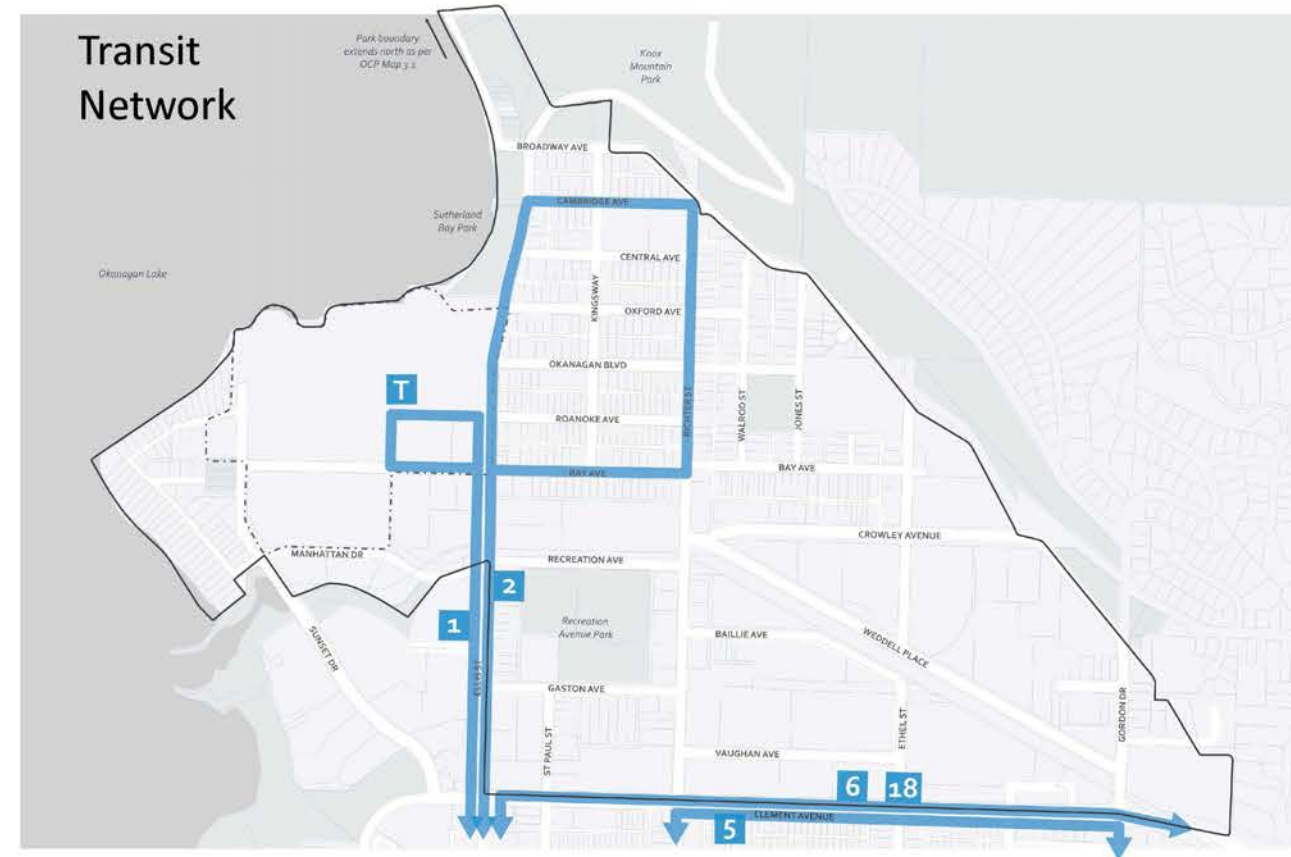 Transit
Network
Park boundary
extends north as per
OCP Map 3.1
Knox
Mountain
Park
BROADWAY AVE
CAMBRIDGE AVE
Sutherland
Bay Park
Okanagan Lake
CENTRAL AVE
KINGSWAY
OXFORD AVE
OKANAGAN BLVD
T
ROANOKE AVE
RICHTER ST
WALROD ST
JONES ST
BAY AVE
BAY AVE
CROWLEY AVENUE
MANHATTAN DR
RECREATION AVE
2
1
Recreation
Avenue Park
BAILLIE AVE
WEDDELL PLACE
SUNSET DR
ELLIS ST
GASTON AVE
ETHEL ST
GORDON DR
ST PAUL ST
VAUGHAN AVE
6
18
CLEMENT AVENUE
5